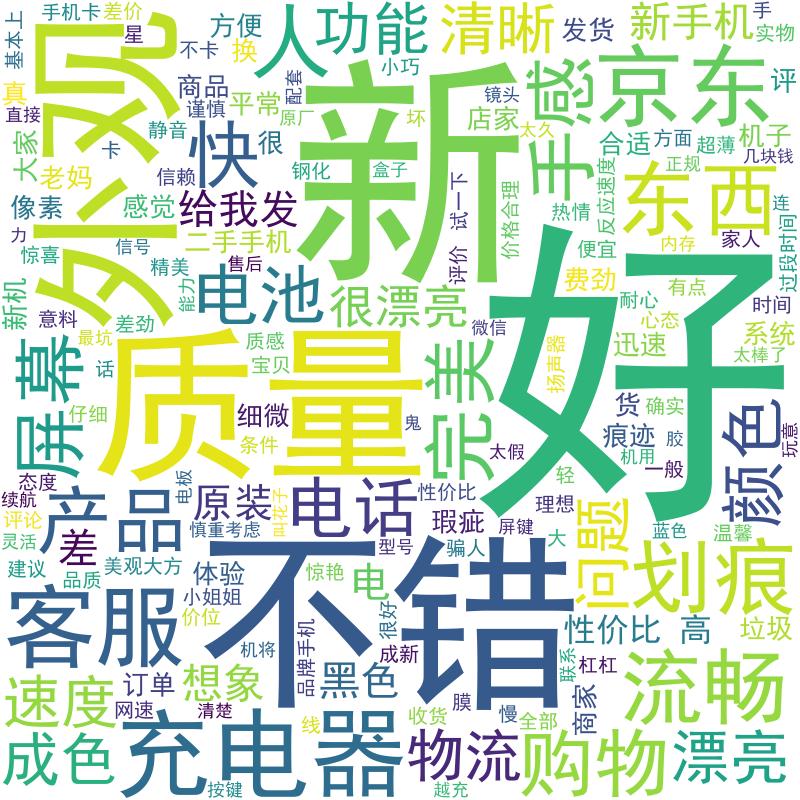 基本上
手机卡
差价
星
手
外观
不卡
方便
换
人
功能
小巧
清晰
发货
新手机
实物
真
直接
卡
商品
谨慎
平常
配套
原厂
新
坏
镜头
店家
太久
手感
京东
评
大家
静音
快
很
钢化
盒子
热情
合适
方面
超薄
机子
几块钱
正规
反应速度
老妈
信赖
像素
感觉
给我发
试一下
价格合理
东西
连
力
惊喜
信号
二手手机
评价
便宜
内存
家人
过段时间
新机
精美
售后
能力
电池
很漂亮
费劲
耐心
有点
时间
意料
差劲
微信
心态
系统
最坑
质感
宝贝
完美
扬声器
迅速
太棒了
屏幕
话
质量
好
仔细
细微
条件
鬼
太假
货
确实
痕迹
胶
颜色
玩意
轻
机用
一般
态度
续航
电板
原装
叫花子
电话
性价比
理想
评论
产品
差
慎重考虑
瑕疵
屏键
问题
蓝色
温馨
灵活
型号
骗人
大
建议
品质
美观大方
体验
惊艳
不错
电
划痕
客服
小姐姐
价位
很好
性价比
高
垃圾
机将
品牌手机
成新
联系
杠杠
速度
订单
想象
黑色
膜
商家
流畅
网速
清楚
线
收货
慢
全部
成色
充电器
物流
购物
漂亮
按键
越充